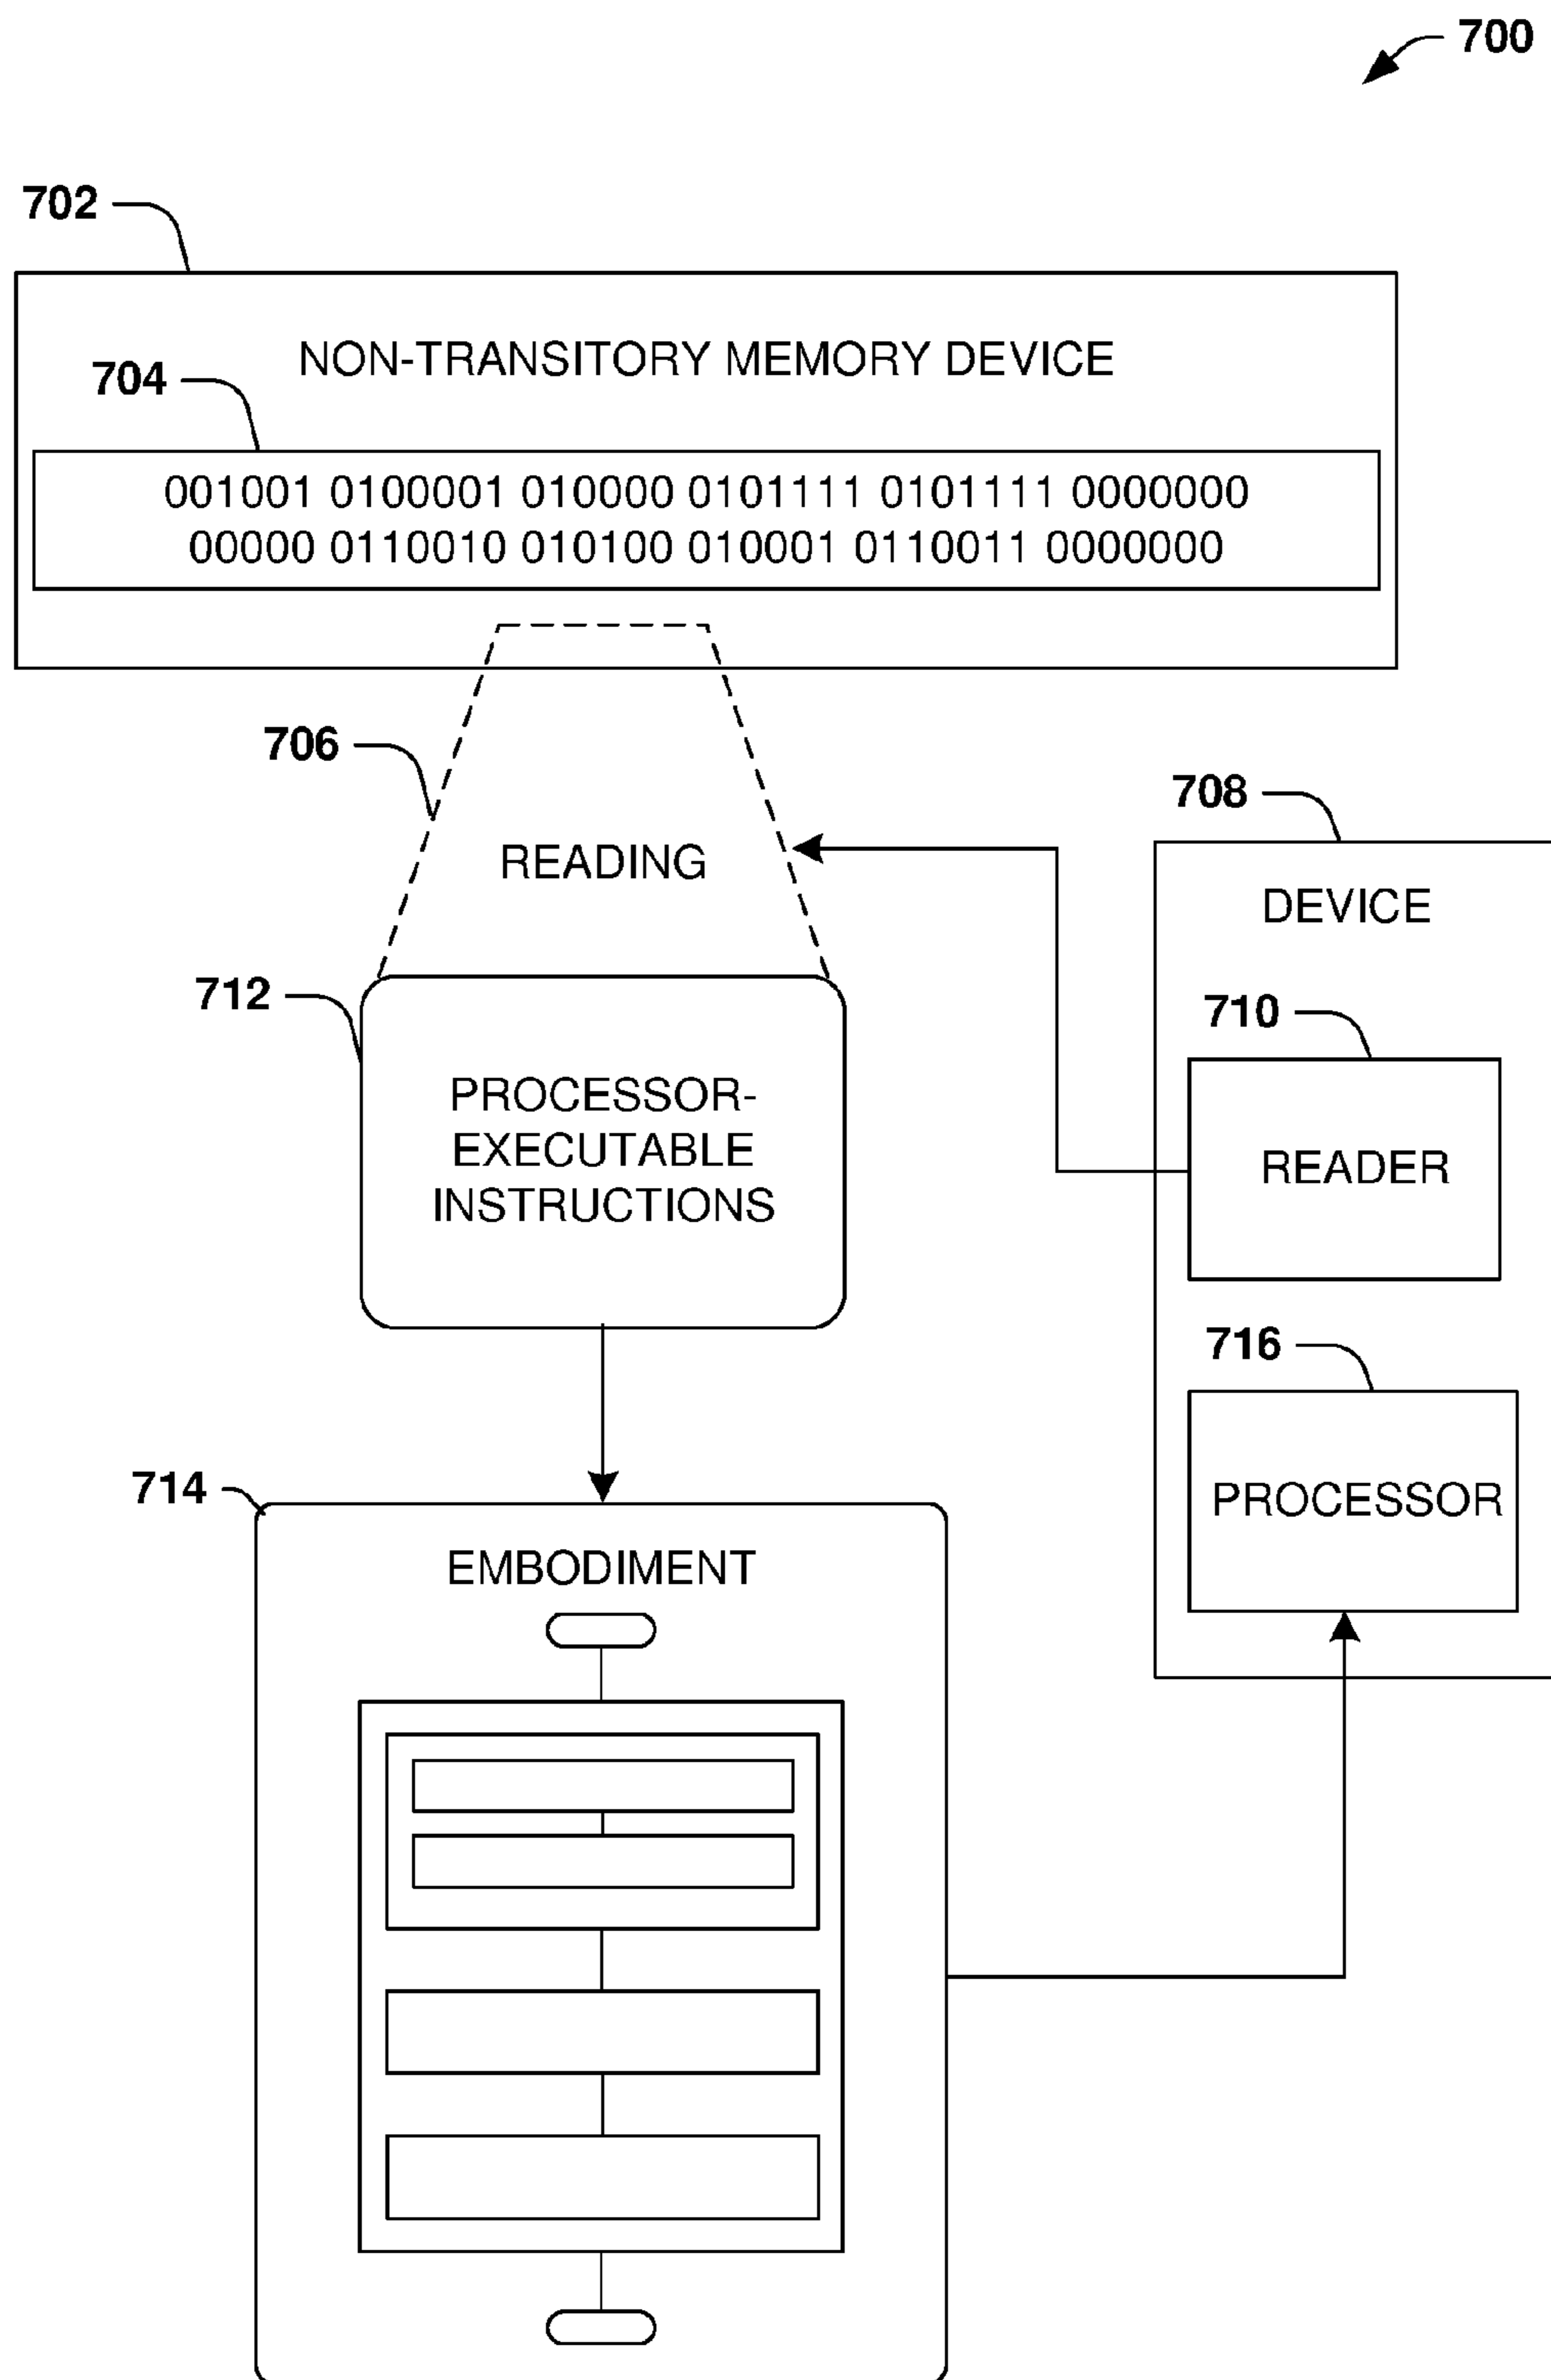 700
702
NON-TRANSITORY MEMORY DEVICE
704
001001 0100001 010000 0101111 0101111 0000000
00000 0110010 010100 010001 0110011 0000000
706
READING
708
DEVICE
712
710
PROCESSOR-
EXECUTABLE
INSTRUCTIONS
READER
716
714
PROCESSOR
EMBODIMENT